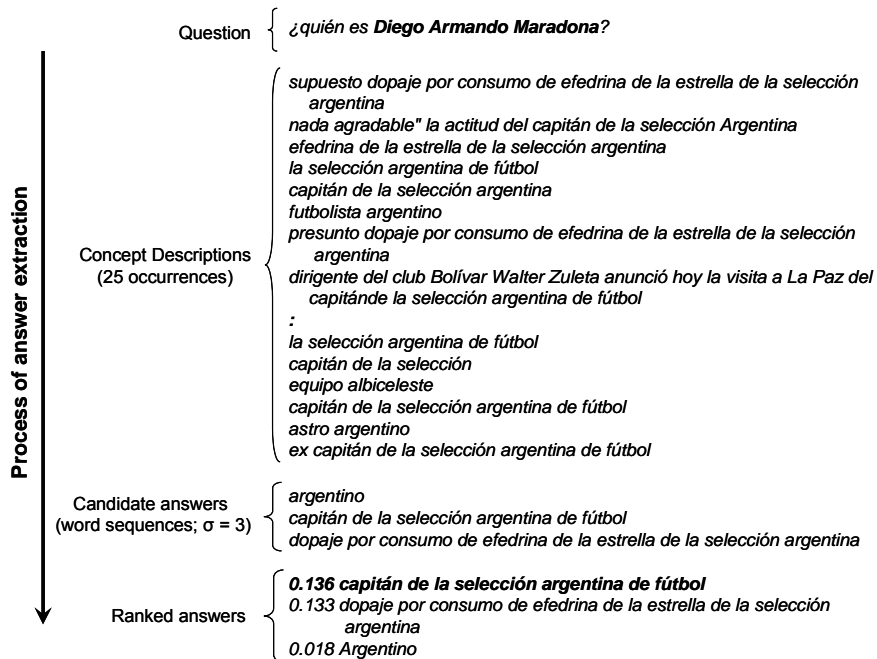 Question
¿quién es Diego Armando Maradona?
Process of answer extraction
Concept Descriptions
(25 occurrences)
supuesto dopaje por consumo de efedrina de la estrella de la selección
argentina
nada agradable" la actitud del capitán de la selección Argentina
efedrina de la estrella de la selección argentina
la selección argentina de fútbol
capitán de la selección argentina
futbolista argentino
presunto dopaje por consumo de efedrina de la estrella de la selección
argentina
dirigente del club Bolívar Walter Zuleta anunció hoy la visita a La Paz del
capitánde la selección argentina de fútbol
:
la selección argentina de fútbol
capitán de la selección
equipo albiceleste
capitán de la selección argentina de fútbol
astro argentino
ex capitán de la selección argentina de fútbol
Candidate answers
(word sequences; σ = 3)
argentino
capitán de la selección argentina de fútbol
dopaje por consumo de efedrina de la estrella de la selección argentina
Ranked answers
0.136 capitán de la selección argentina de fútbol
0.133 dopaje por consumo de efedrina de la estrella de la selección
argentina
0.018 Argentino